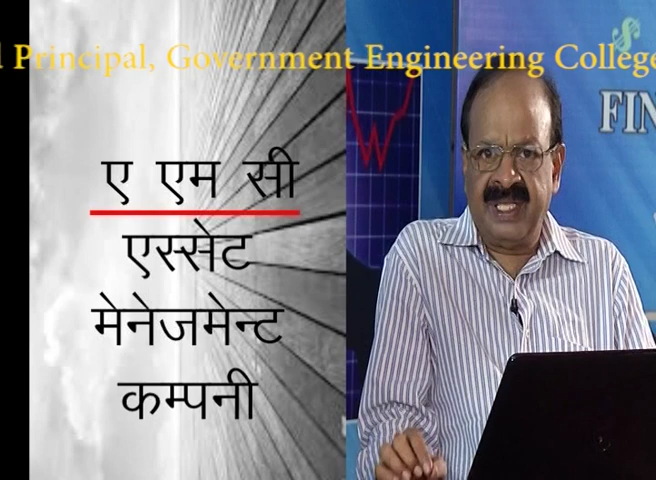 d Principal, Government Engineering College
FIN
ए एम सी
एस्सेट
मेनेजमेन्ट
कम्पनी